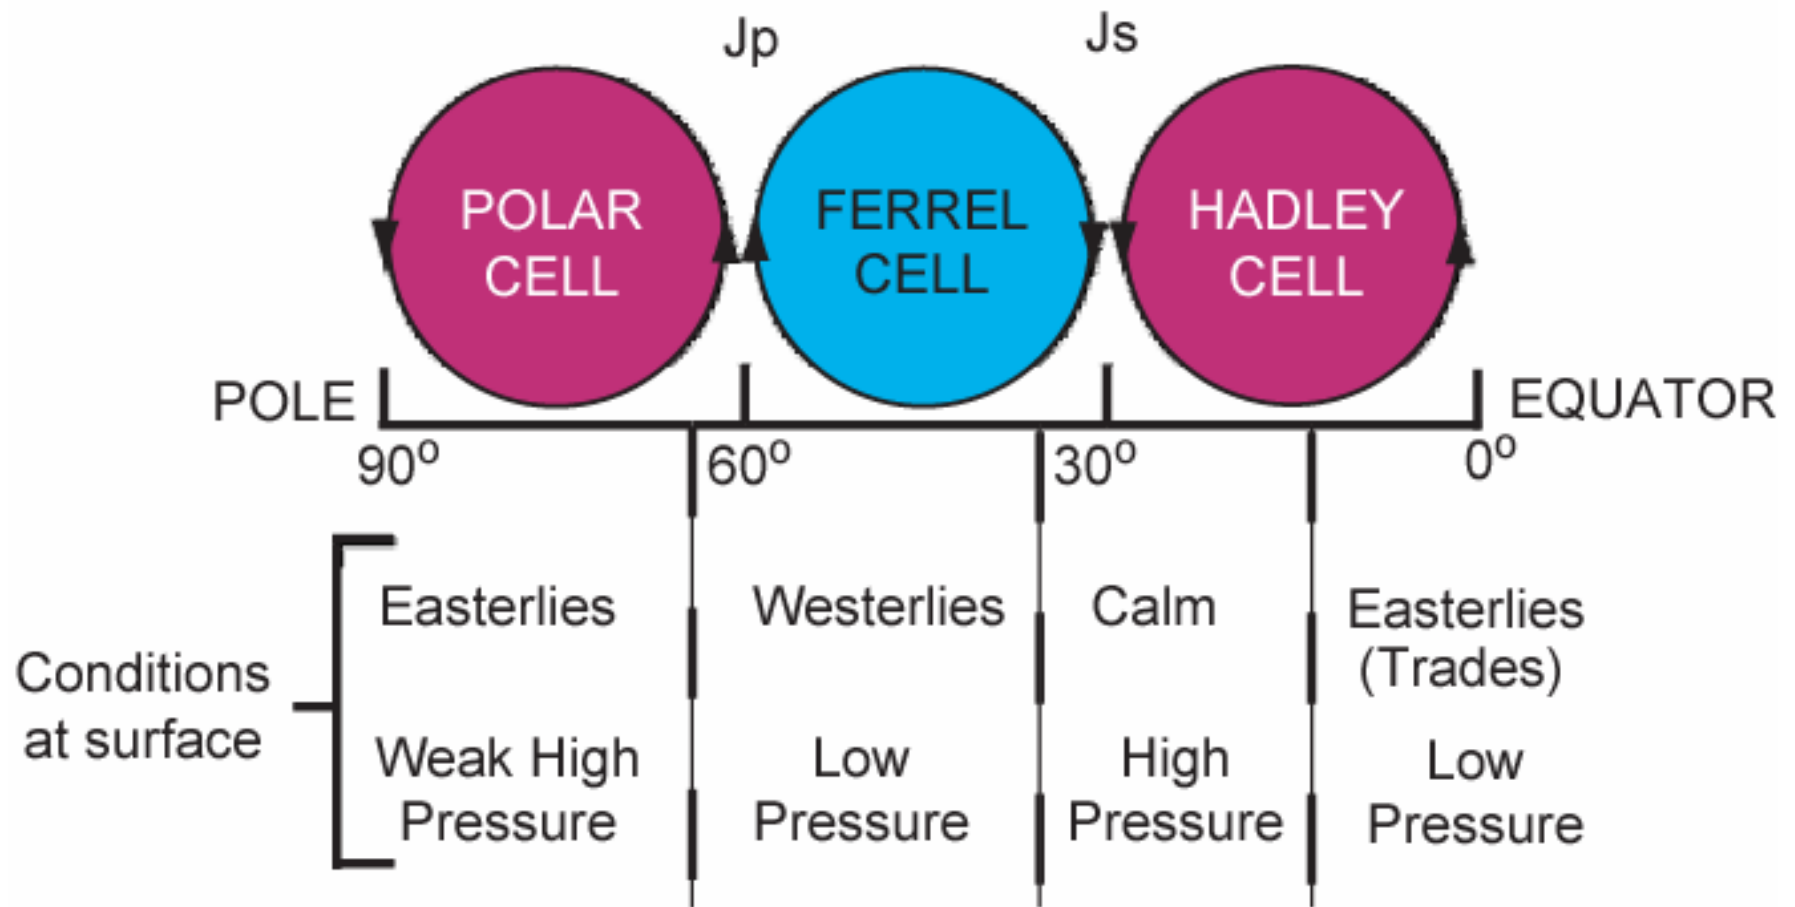 Jp
Js
POLAR
CELL
FERREL
CELL
HADLEY
CELL
POLE
EQUATOR
90º
60º
30º
0º
Conditions
at surface
Easterlies
Westerlies
Calm
Easterlies
(Trades)
Weak High
Pressure
Low
Pressure
High
Pressure
Low
Pressure